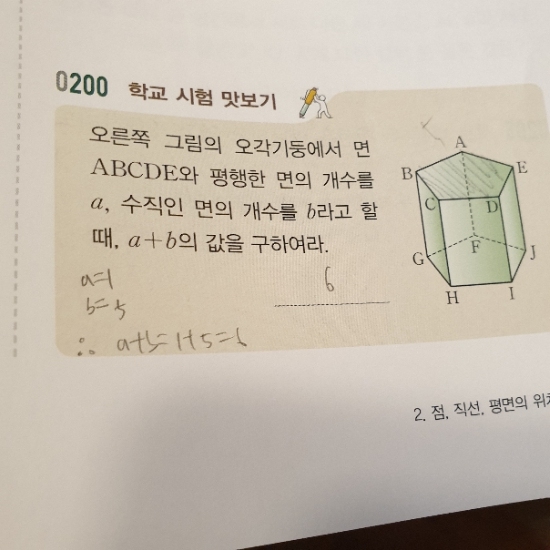 0200 학교 시험 맛보기
오른쪽 그림의 오각기둥에서 면
ABCDE와 평행한 면의 개수를
a, 수직인 면의 개수를 b라고 할
때, a+b의 값을 구하여라.
A
B
E
C
D
F
G
J
H
I
a=1
b=5
6
∴ a+b=1+5=6
2. 점, 직선, 평면의 위치